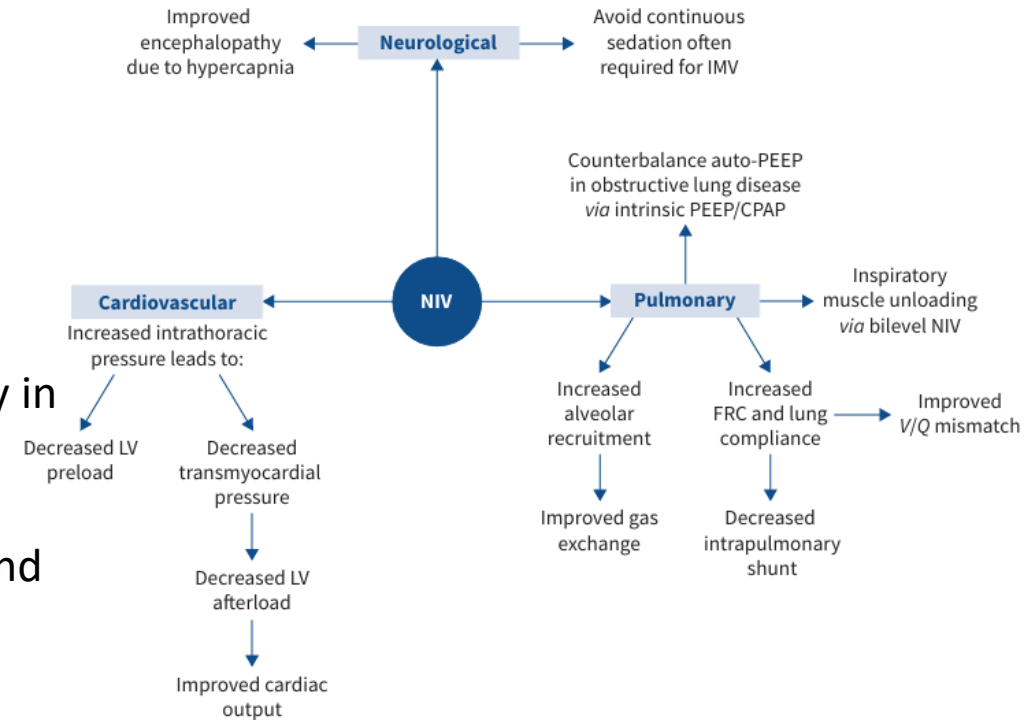 Improved
encephalopathy
due to hypercapnia
Neurological
Avoid continuous
sedation often
required for IMV
Counterbalance auto-PEEP
in obstructive lung disease
via intrinsic PEEP/CPAP
NIV
Cardiovascular
Increased intrathoracic
pressure leads to:
Pulmonary
Inspiratory
muscle unloading
via bilevel NIV
Decreased LV
preload
Decreased
transmyocardial
pressure
Decreased LV
afterload
Improved cardiac
output
Increased
alveolar
recruitment
Improved gas
exchange
Increased
FRC and lung
compliance
Improved
V/Q mismatch
Decreased
intrapulmonary
shunt
y in
nd